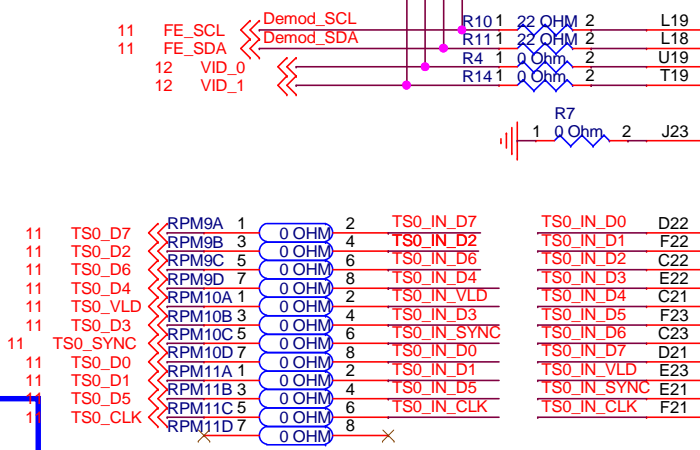 11 FE_SCL Demod_SCL R10 1 22 OHM 2 L19
11 FE_SDA Demod_SDA R11 1 22 OHM 2 L18
12 VID_0 R4 1 0 Ohm 2 U19
12 VID_1 R14 1 0 Ohm 2 T19
R7
1 0 Ohm 2 J23
11 TS0_D7 RPM9A 1 0 OHM 2 TS0_IN_D7 TS0_IN_D0 D22
11 TS0_D2 RPM9B 3 0 OHM 4 TS0_IN_D2 TS0_IN_D1 F22
11 TS0_D6 RPM9C 5 0 OHM 6 TS0_IN_D6 TS0_IN_D2 C22
11 TS0_D4 RPM9D 7 0 OHM 8 TS0_IN_D4 TS0_IN_D3 E22
11 TS0_VLD RPM10A 1 0 OHM 2 TS0_IN_VLD TS0_IN_D4 C21
11 TS0_D3 RPM10B 3 0 OHM 4 TS0_IN_D3 TS0_IN_D5 F23
11 TS0_SYNC RPM10C 5 0 OHM 6 TS0_IN_SYNC TS0_IN_D6 C23
11 TS0_D0 RPM10D 7 0 OHM 8 TS0_IN_D0 TS0_IN_D7 D21
11 TS0_D1 RPM11A 1 0 OHM 2 TS0_IN_D1 TS0_IN_VLD E23
11 TS0_D5 RPM11B 3 0 OHM 4 TS0_IN_D5 TS0_IN_SYNC E21
11 TS0_CLK RPM11C 5 0 OHM 6 TS0_IN_CLK TS0_IN_CLK F21
RPM11D 7 0 OHM 8